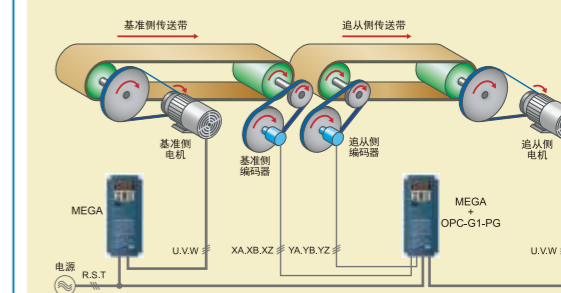 基准侧传送带
追从侧传送带
基准侧
电机
基准侧
编码器
追从侧
编码器
追从侧
电机
MEGA
MEGA
+
OPC-G1-PG
U.V.W
XA.XB.XZ
YA.YB.YZ
U.V.W
电源
R.S.T